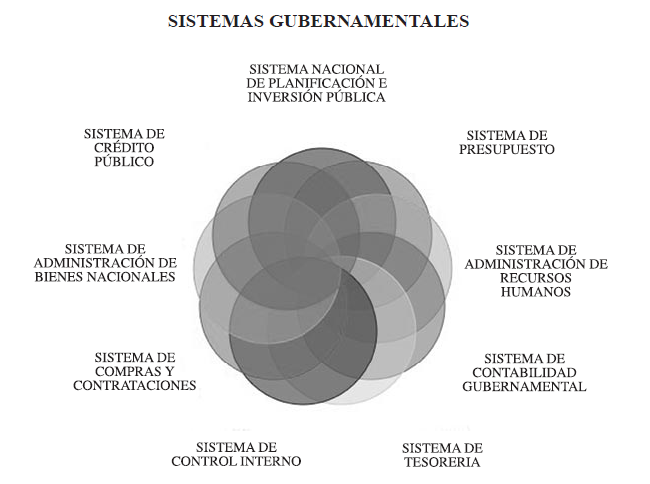 SISTEMAS GUBERNAMENTALES
SISTEMA NACIONAL
DE PLANIFICACIÓN E
INVERSIÓN PÚBLICA
SISTEMA DE
CRÉDITO
PÚBLICO
SISTEMA DE
PRESUPUESTO
SISTEMA DE
ADMINISTRACIÓN DE
BIENES NACIONALES
SISTEMA DE
ADMINISTRACIÓN DE
RECURSOS
HUMANOS
SISTEMA DE
COMPRAS Y
CONTRATACIONES
SISTEMA DE
CONTABILIDAD
GUBERNAMENTAL
SISTEMA DE
CONTROL INTERNO
SISTEMA DE
TESORERIA